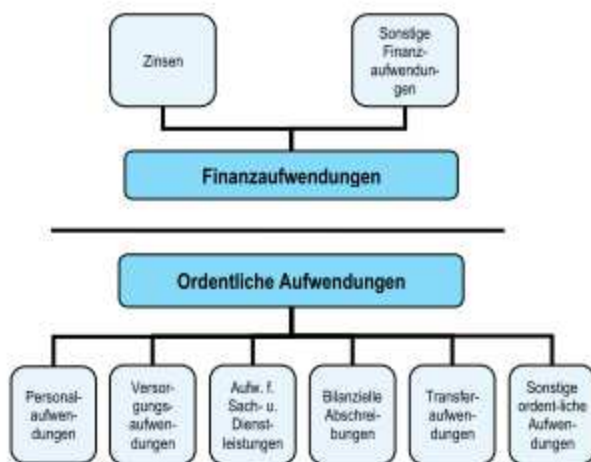 Zinsen
Sonstige
Finanz-
aufwendun-
gen
Finanzaufwendungen
Ordentliche Aufwendungen
Personal-
aufwen-
dungen
Versor-
gungs-
aufwen-
dungen
Aufw. f.
Sach- u.
Dienst-
leistungen
Bilanzielle
Abschrei-
bungen
Transfer-
aufwen-
dungen
Sonstige
ordent-liche
Aufwen-
dungen